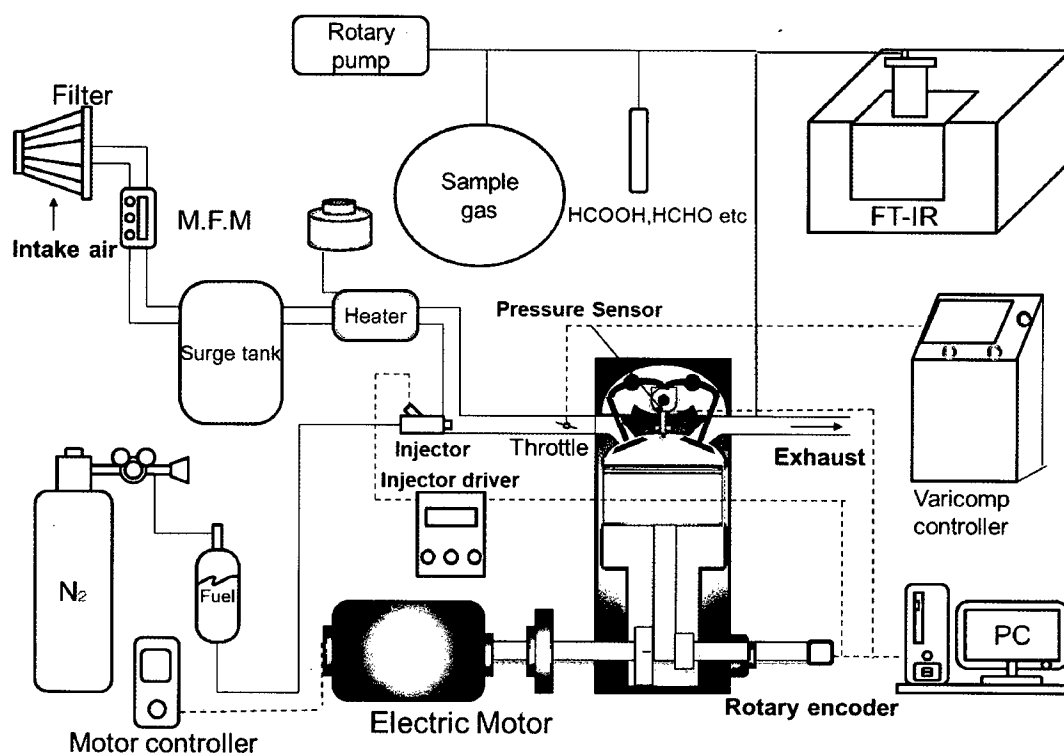 Rotary
pump
Filter
Sample
gas
HCOOH,HCHO etc
FT-IR
M.F.M
Intake air
Heater
Pressure Sensor
Surge tank
Injector
Throttle
Exhaust
Injector driver
Varicomp
controller
N2
Fuel
PC
Electric Motor
Rotary encoder
Motor controller